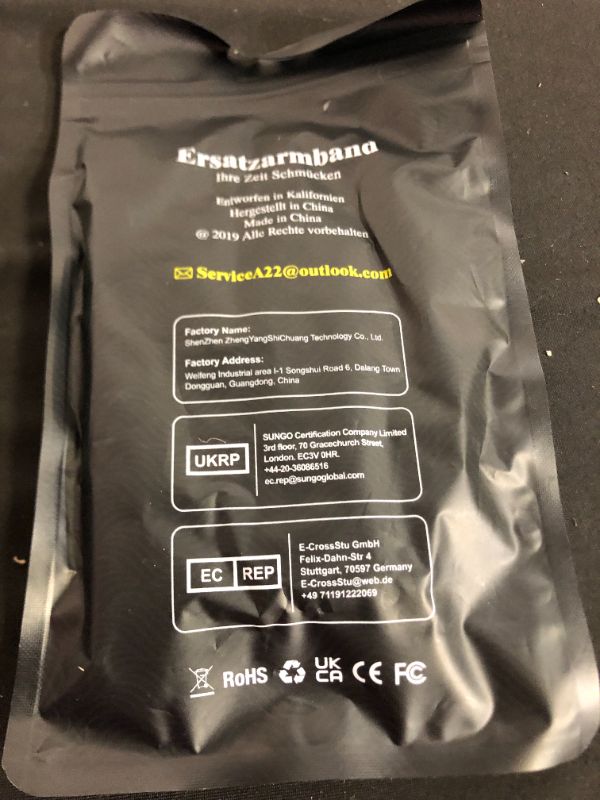 Ersatzarmband
Ihre Zeit Schmücken
Entworfen in Kalifornien
Hergestellt in China
Made in China
@ 2019 Alle Rechte vorbehalten
ServiceA22@outlook.com
Factory Name:
ShenZhen ZhengYangShiChuang Technology Co., Ltd.
Factory Address:
Weifeng Industrial area I-1 Songshui Road 6, Dalang Town
Dongguan, Guangdong, China
UKRP
SUNGO Certification Company Limited
3rd floor, 70 Gracechurch Street,
London. EC3V 0HR.
+44-20-36086516
ec.rep@sungoglobal.com
EC REP
E-CrossStu GmbH
Felix-Dahn-Str 4
Stuttgart, 70597 Germany
E-CrossStu@web.de
+49 71191222069
RoHS UK CA CE FC